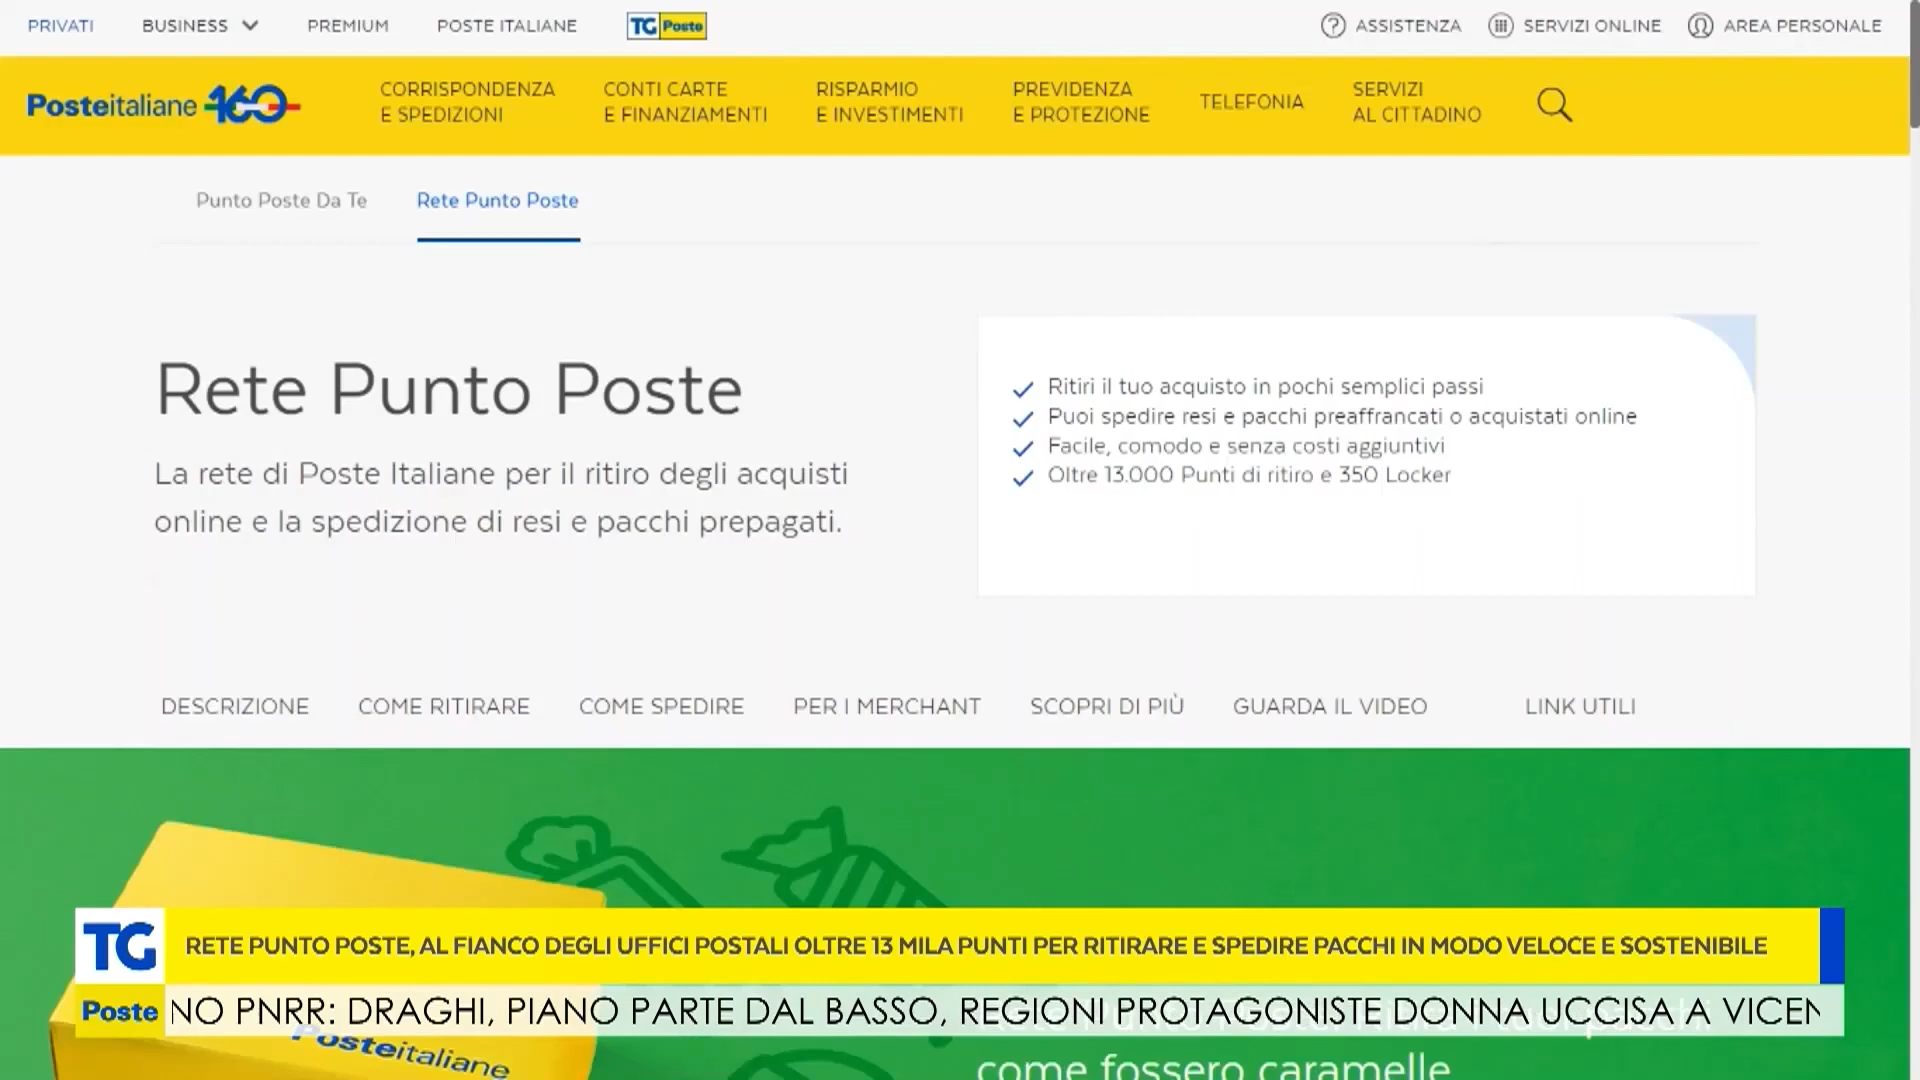 PRIVATI BUSINESS PREMIUM POSTE ITALIANE TG Poste ASSISTENZA SERVIZI ONLINE AREA PERSONALE
Posteitaliane 160
CORRISPONDENZA
E SPEDIZIONI
CONTI CARTE
E FINANZIAMENTI
RISPARMIO
E INVESTIMENTI
PREVIDENZA
E PROTEZIONE
TELEFONIA
SERVIZI
AL CITTADINO
Punto Poste Da Te Rete Punto Poste
Rete Punto Poste
La rete di Poste Italiane per il ritiro degli acquisti
online e la spedizione di resi e pacchi prepagati.
Ritiri il tuo acquisto in pochi semplici passi
Puoi spedire resi e pacchi preaffrancati o acquistati online
Facile, comodo e senza costi aggiuntivi
Oltre 13.000 Punti di ritiro e 350 Locker
DESCRIZIONE COME RITIRARE COME SPEDIRE PER I MERCHANT SCOPRI DI PIÙ GUARDA IL VIDEO LINK UTILI
TG RETE PUNTO POSTE, AL FIANCO DEGLI UFFICI POSTALI OLTRE 13 MILA PUNTI PER RITIRARE E SPEDIRE PACCHI IN MODO VELOCE E SOSTENIBILE
Poste NO PNRR: DRAGHI, PIANO PARTE DAL BASSO, REGIONI PROTAGONISTE DONNA UCCISA A VICEN
Posteitaliane
come fossero caramelle